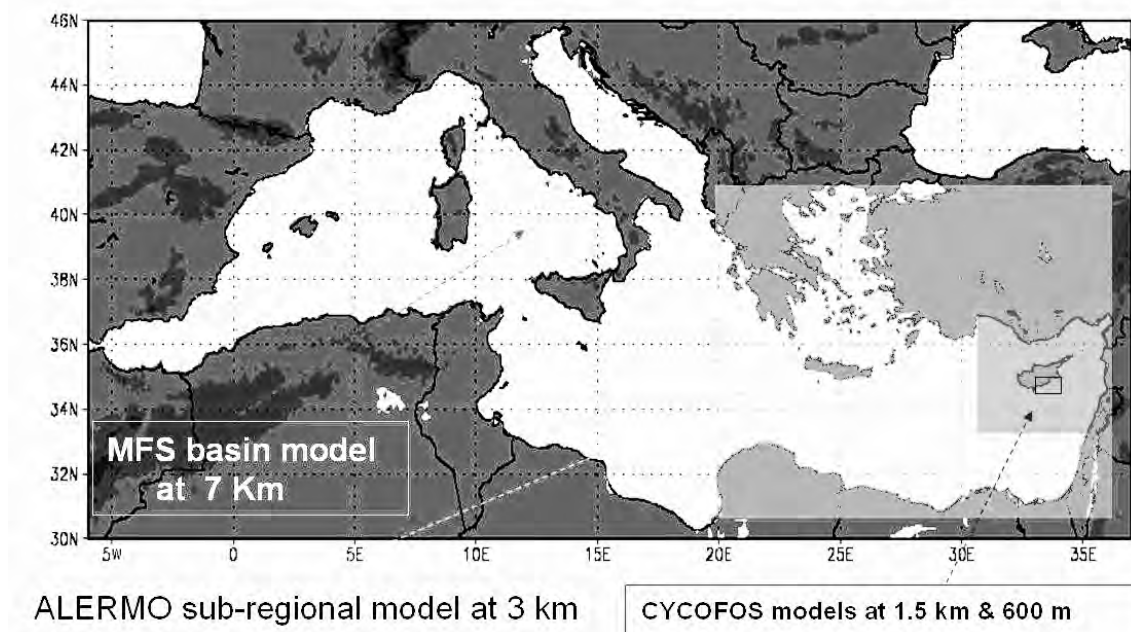 46N
44N
42N
40N
38N
36N
34N
32N
30N
MFS basin model
at 7 Km
5W 0 5E 10E 15E 20E 25E 30E 35E
ALERMO sub-regional model at 3 km
CYCOFOS models at 1.5 km & 600 m